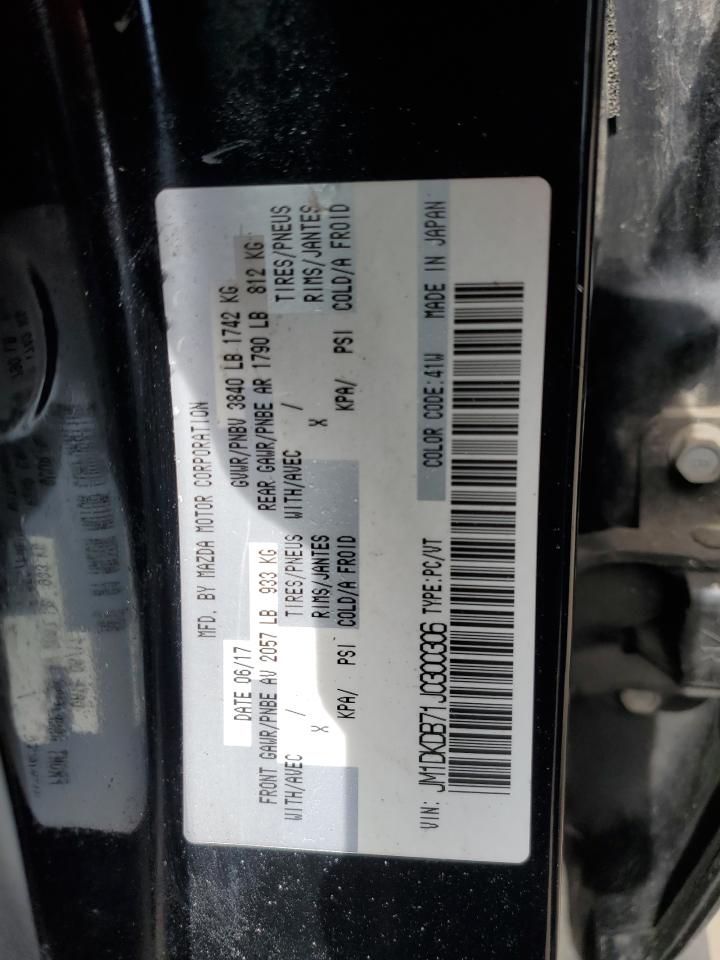 MFD. BY MAZDA MOTOR CORPORATION
DATE 06/17 GVWR/PNBV 3840 LB 1742 KG
FRONT GAWR/PNBE AV 2057 LB 933 KG REAR GAWR/PNBE AR 1790 LB 812 KG
WITH/AVEC / TIRES/PNEUS WITH/AVEC / TIRES/PNEUS
X RIMS/JANTES X RIMS/JANTES
KPA/ PSI COLD/A FROID KPA/ PSI COLD/A FROID
VIN: JM1DKDB71J0300306 TYPE:PC/VT COLOR CODE:41W MADE IN JAPAN